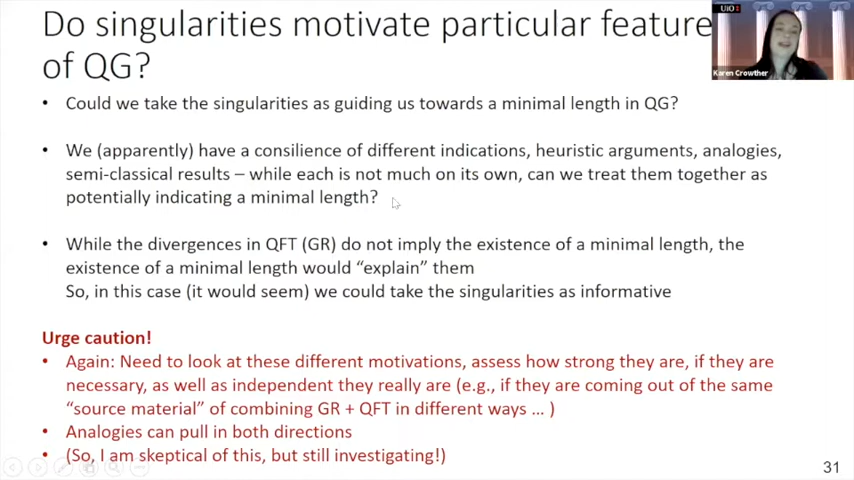 Do singularities motivate particular feature
of QG?
UiO
Karen Crowther
• Could we take the singularities as guiding us towards a minimal length in QG?
• We (apparently) have a consilience of different indications, heuristic arguments, analogies,
semi-classical results – while each is not much on its own, can we treat them together as
potentially indicating a minimal length?
• While the divergences in QFT (GR) do not imply the existence of a minimal length, the
existence of a minimal length would “explain” them
So, in this case (it would seem) we could take the singularities as informative
Urge caution!
• Again: Need to look at these different motivations, assess how strong they are, if they are
necessary, as well as independent they really are (e.g., if they are coming out of the same
“source material” of combining GR + QFT in different ways … )
• Analogies can pull in both directions
• (So, I am skeptical of this, but still investigating!)
31